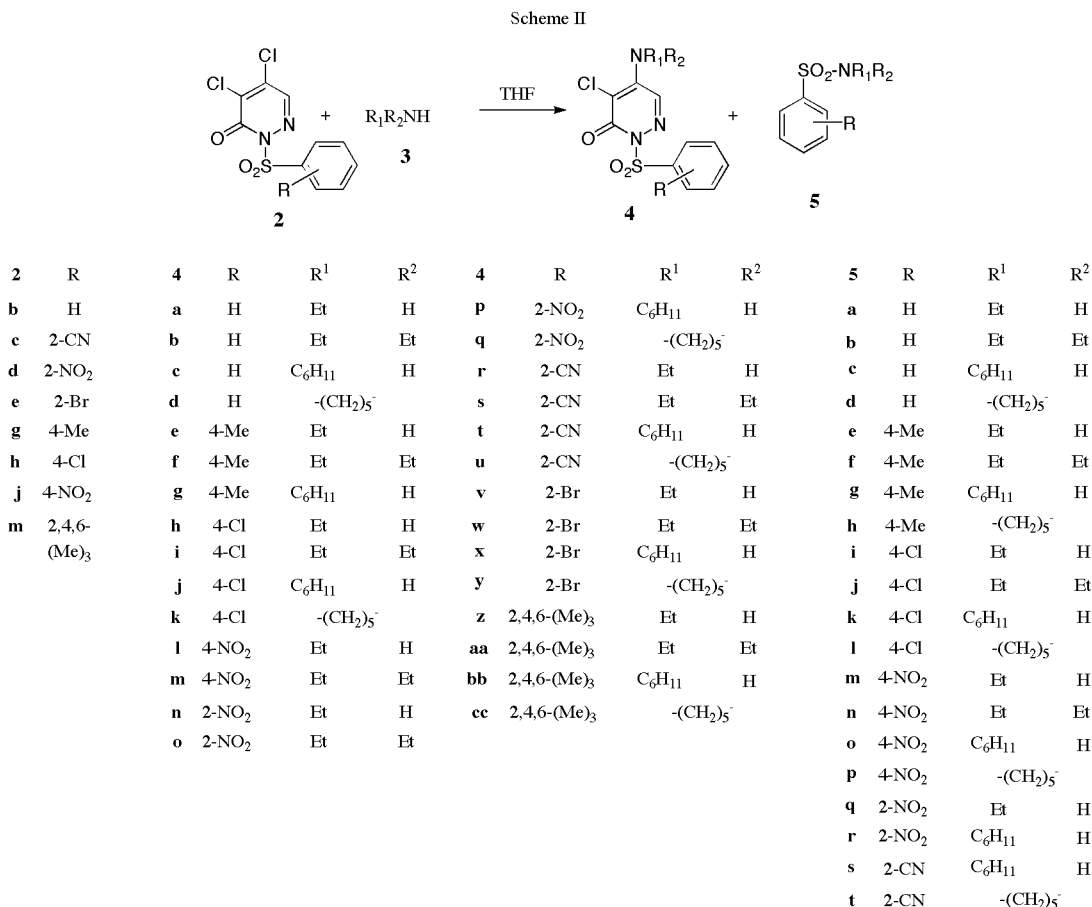 Scheme II
Cl
Cl
O
N
N
O₂S
R
2
+
R₁R₂NH
3
THF
NR₁R₂
Cl
O
N
N
O₂S
R
4
+
SO₂-NR₁R₂
R
5
2 R 4 R R¹ R² 4 R R¹ R² 5 R R¹ R²
b H a H Et H p 2-NO₂ C₆H₁₁ H a H Et H
c 2-CN b H Et Et q 2-NO₂ -(CH₂)₅- b H Et Et
d 2-NO₂ c H C₆H₁₁ H r 2-CN Et H c H C₆H₁₁ H
e 2-Br d H -(CH₂)₅- s 2-CN Et Et d H -(CH₂)₅-
g 4-Me e 4-Me Et H t 2-CN C₆H₁₁ H e 4-Me Et H
h 4-Cl f 4-Me Et Et u 2-CN -(CH₂)₅- f 4-Me Et Et
j 4-NO₂ g 4-Me C₆H₁₁ H v 2-Br Et H g 4-Me C₆H₁₁ H
m 2,4,6- h 4-Cl Et H w 2-Br Et Et h 4-Me -(CH₂)₅-
(Me)₃ i 4-Cl Et Et x 2-Br C₆H₁₁ H i 4-Cl Et H
j 4-Cl C₆H₁₁ H y 2-Br -(CH₂)₅- j 4-Cl Et Et
k 4-Cl -(CH₂)₅- z 2,4,6-(Me)₃ Et H k 4-Cl C₆H₁₁ H
l 4-NO₂ Et H aa 2,4,6-(Me)₃ Et Et l 4-Cl -(CH₂)₅-
m 4-NO₂ Et Et bb 2,4,6-(Me)₃ C₆H₁₁ H m 4-NO₂ Et H
n 2-NO₂ Et H cc 2,4,6-(Me)₃ -(CH₂)₅- n 4-NO₂ Et Et
o 2-NO₂ Et Et o 4-NO₂ C₆H₁₁ H
p 4-NO₂ -(CH₂)₅-
q 2-NO₂ Et H
r 2-NO₂ C₆H₁₁ H
s 2-CN C₆H₁₁ H
t 2-CN -(CH₂)₅-